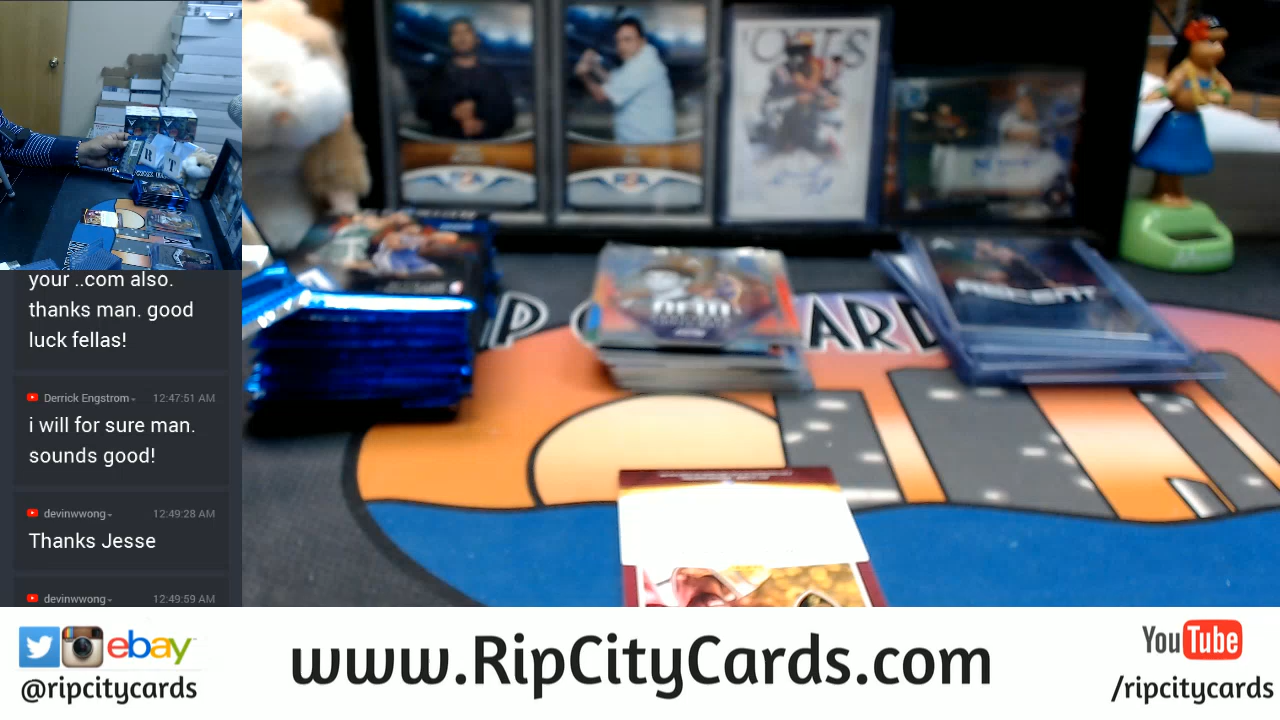 your ..com also.
thanks man. good
luck fellas!
Derrick Engstrom 12:47:51 AM
i will for sure man.
sounds good!
devinwwong 12:49:28 AM
Thanks Jesse
devinwwong 12:49:59 AM
ASCENT
ebay
@ripcitycards
www.RipCityCards.com
YouTube
/ripcitycards